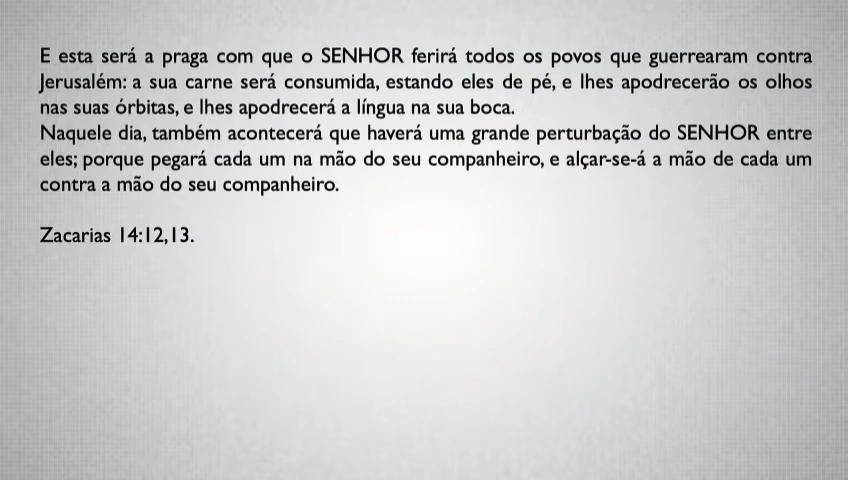 E esta será a praga com que o SENHOR ferirá todos os povos que guerrearam contra
Jerusalém: a sua carne será consumida, estando eles de pé, e lhes apodrecerão os olhos
nas suas órbitas, e lhes apodrecerá a língua na sua boca.
Naquele dia, também acontecerá que haverá uma grande perturbação do SENHOR entre
eles; porque pegará cada um na mão do seu companheiro, e alçar-se-á a mão de cada um
contra a mão do seu companheiro.
Zacarias 14:12,13.